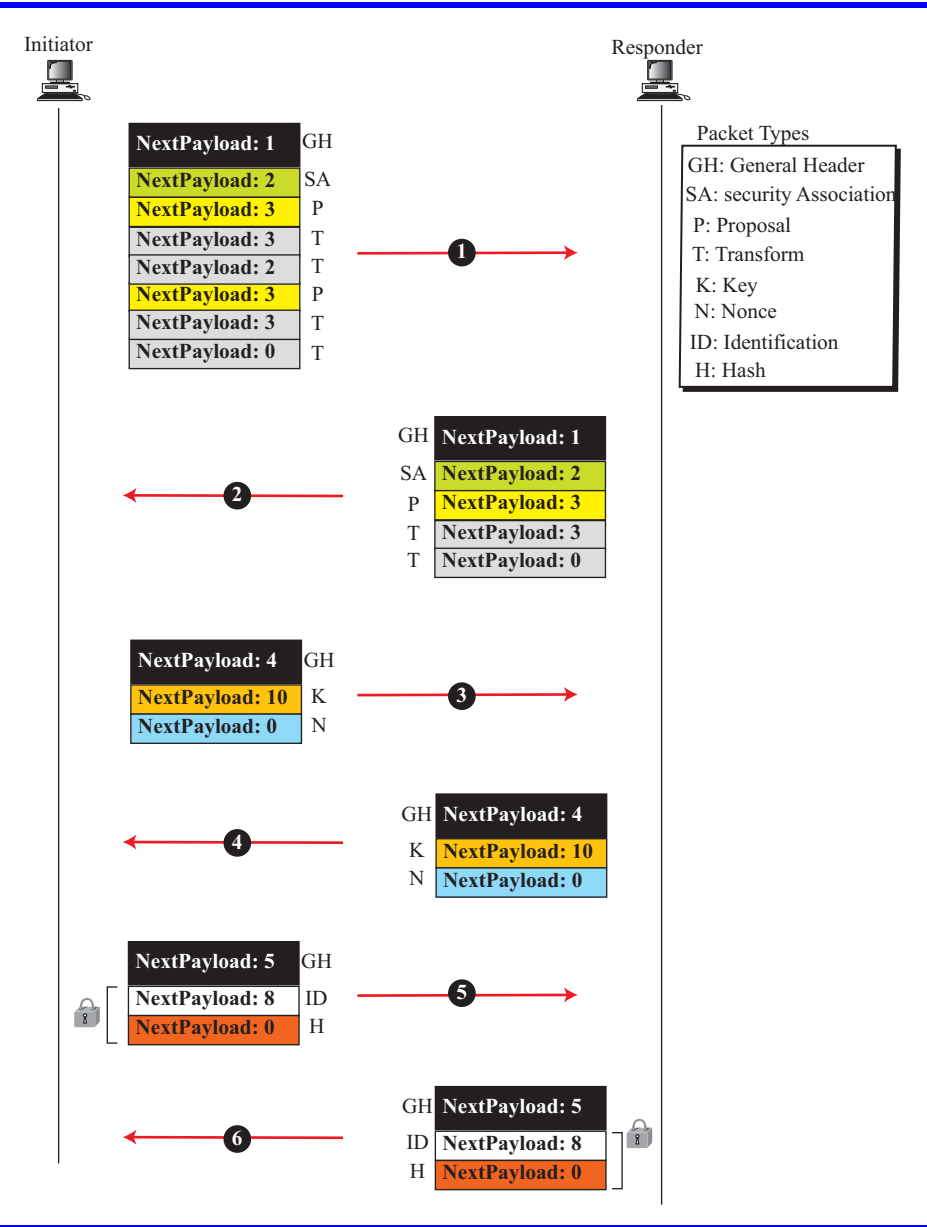 Initiator
Responder
NextPayload: 1 GH
NextPayload: 2 SA
NextPayload: 3 P
NextPayload: 3 T
NextPayload: 2 T
NextPayload: 3 P
NextPayload: 3 T
NextPayload: 0 T
1
Packet Types
GH: General Header
SA: security Association
P: Proposal
T: Transform
K: Key
N: Nonce
ID: Identification
H: Hash
GH NextPayload: 1
SA NextPayload: 2
P NextPayload: 3
T NextPayload: 3
T NextPayload: 0
2
NextPayload: 4 GH
NextPayload: 10 K
NextPayload: 0 N
3
GH NextPayload: 4
K NextPayload: 10
N NextPayload: 0
4
NextPayload: 5 GH
NextPayload: 8 ID
NextPayload: 0 H
5
GH NextPayload: 5
ID NextPayload: 8
H NextPayload: 0
6